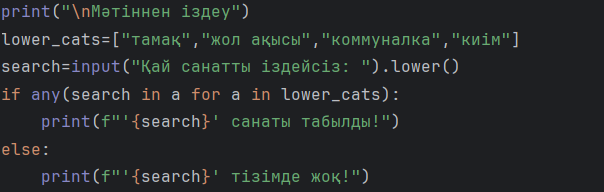 print("\nМәтіннен іздеу")
lower_cats=["тамақ","жол ақысы","коммуналка","киім"]
search=input("Қай санатты іздейсіз: ").lower()
if any(search in a for a in lower_cats):
    print(f"'{search}' санаты табылды!")
else:
    print(f"'{search}' тізімде жоқ!")